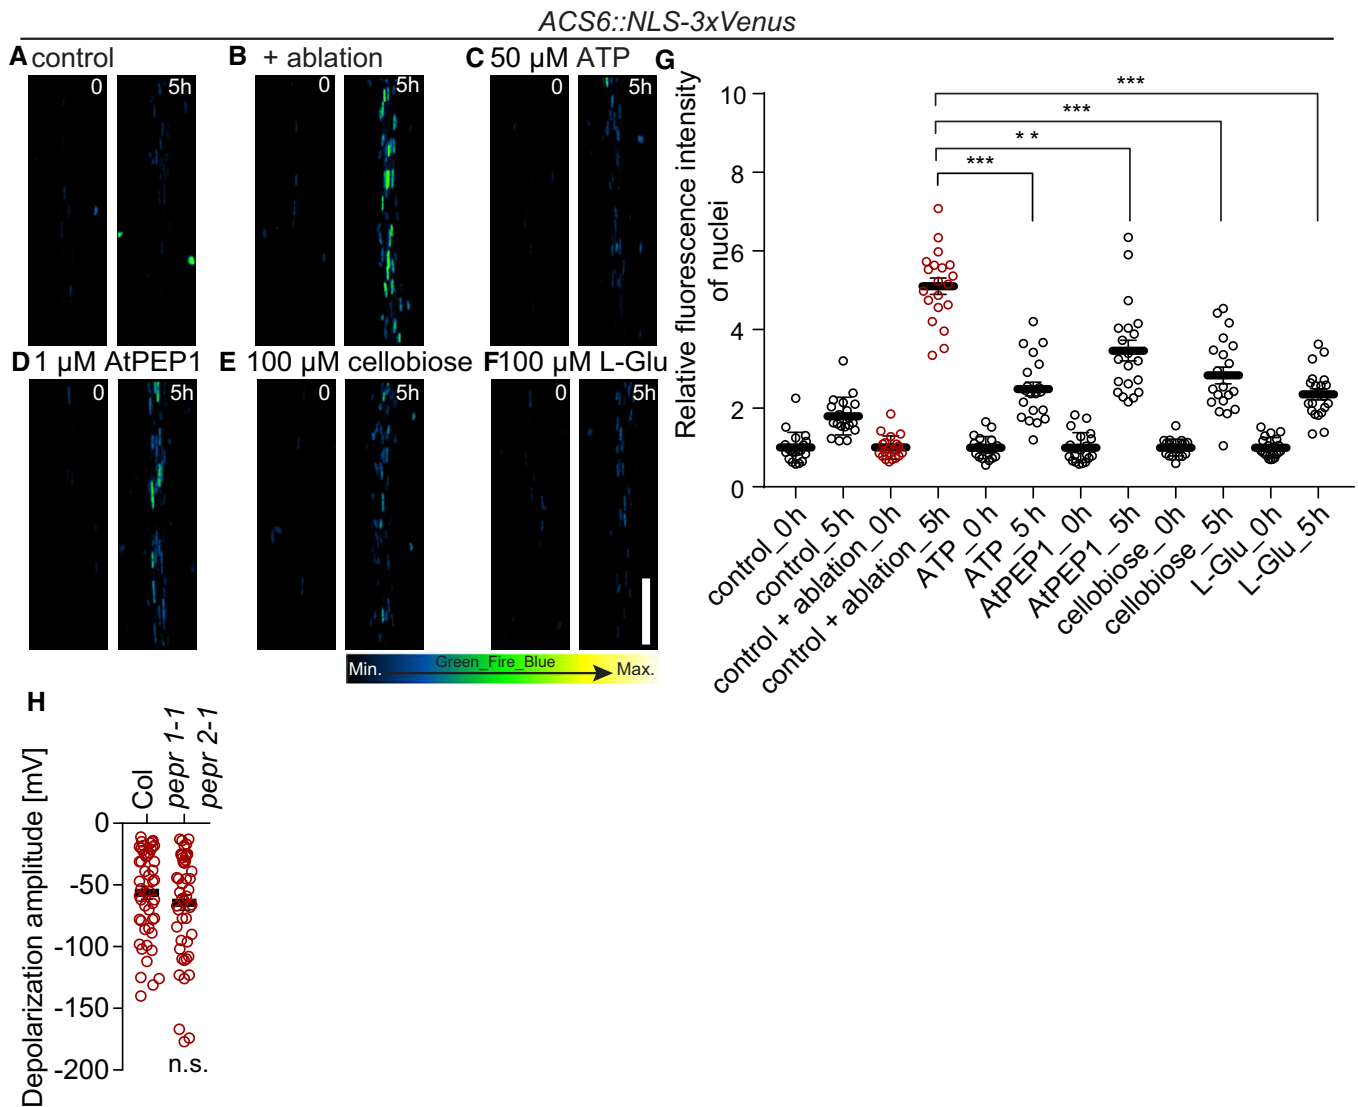 ACS6::NLS-3xVenus
A control
0
5h
B + ablation
0
5h
C 50 µM ATP
0
5h
D 1 µM AtPEP1
0
5h
E 100 µM cellobiose
0
5h
F 100 µM L-Glu
0
5h
Min.
Green_Fire_Blue
Max.
G
Relative fluorescence intensity
of nuclei
10
8
6
4
2
0
***
***
* *
***
control_0h
control_5h
control + ablation_0h
control + ablation_5h
ATP_0 h
ATP_5 h
AtPEP1_0h
AtPEP1_5h
cellobiose_0h
cellobiose_5h
L-Glu_0h
L-Glu_5h
H
Depolarization amplitude [mV]
Col
pepr 1-1
pepr 2-1
0
-50
-100
-150
-200
n.s.